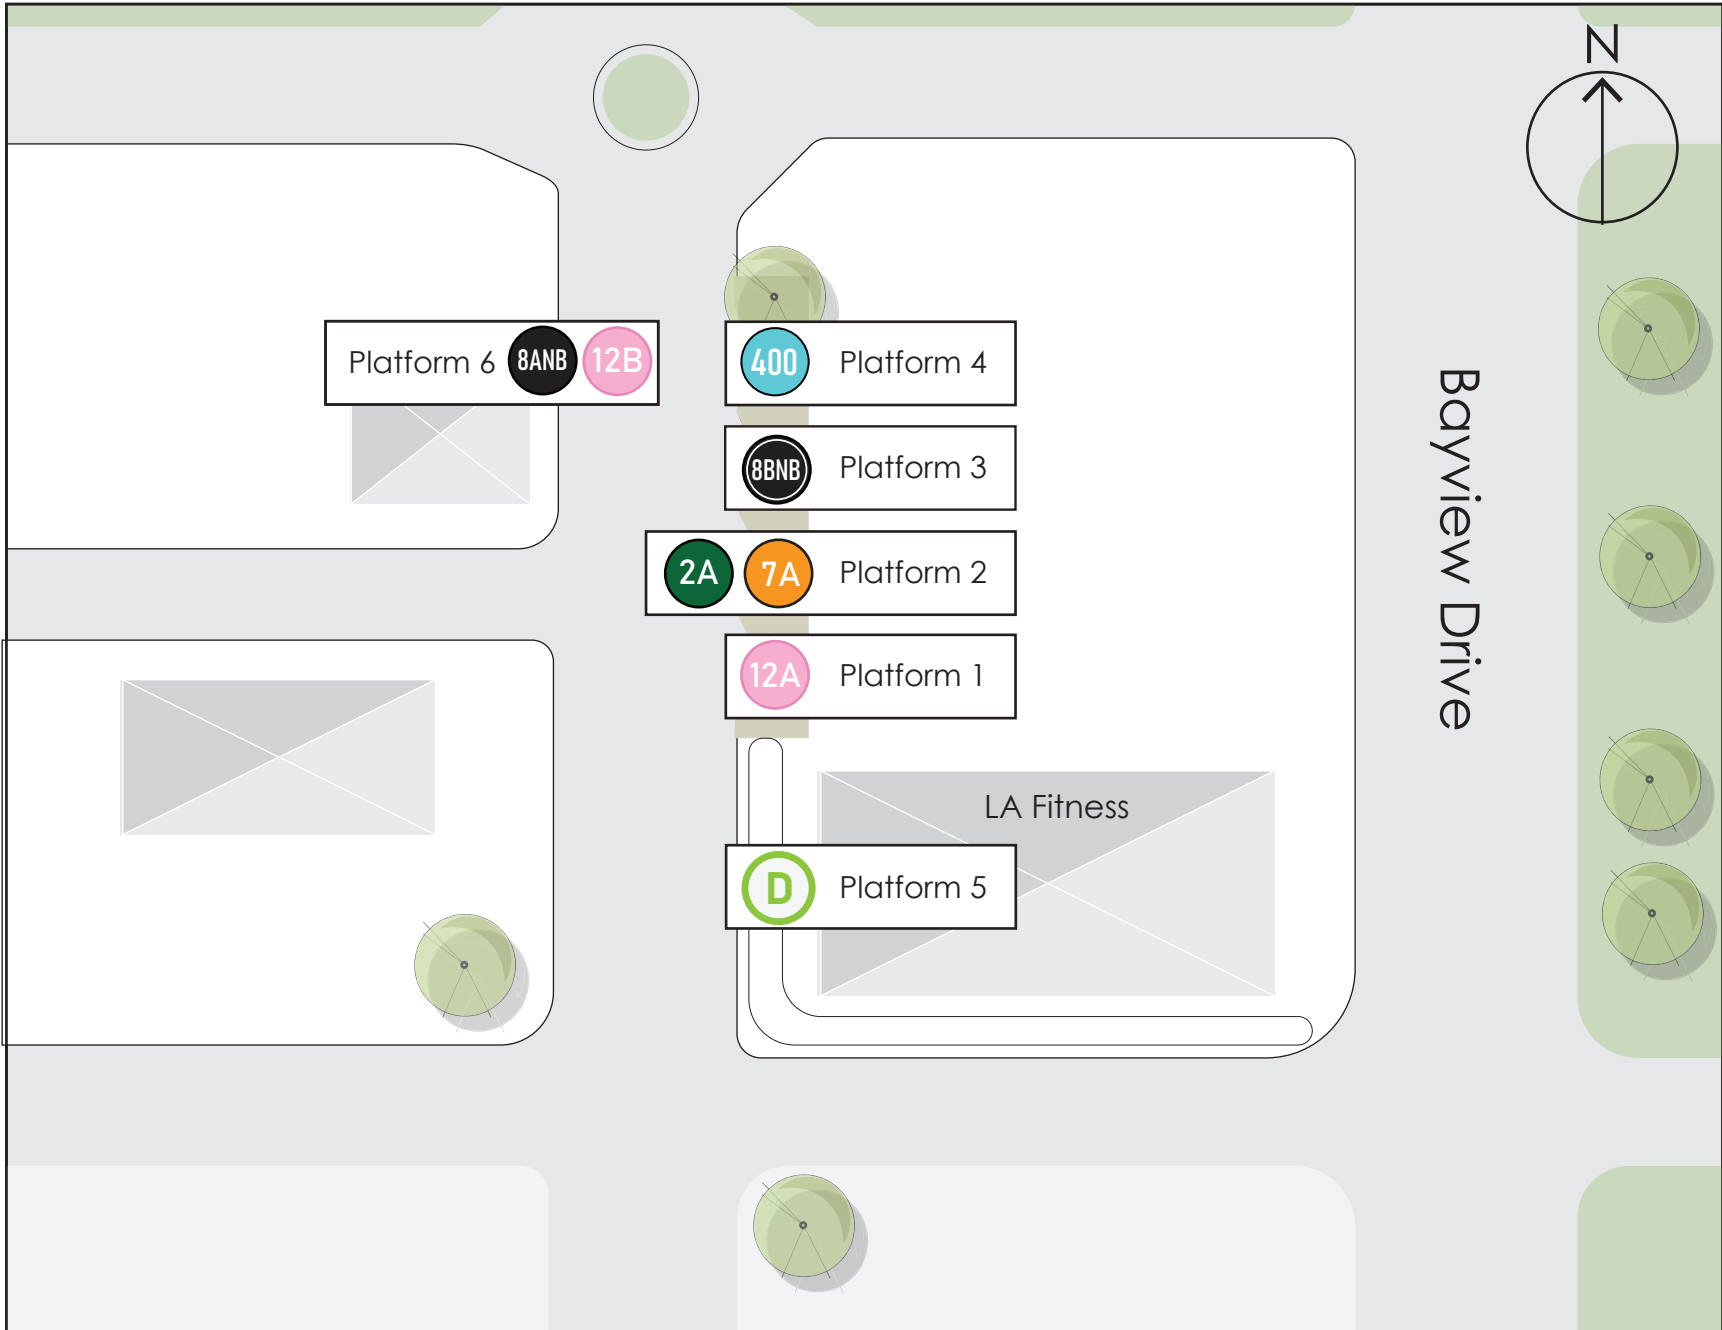 N
Platform 6 8ANB 12B
400 Platform 4
8BNB Platform 3
2A 7A Platform 2
12A Platform 1
Bayview Drive
LA Fitness
D Platform 5